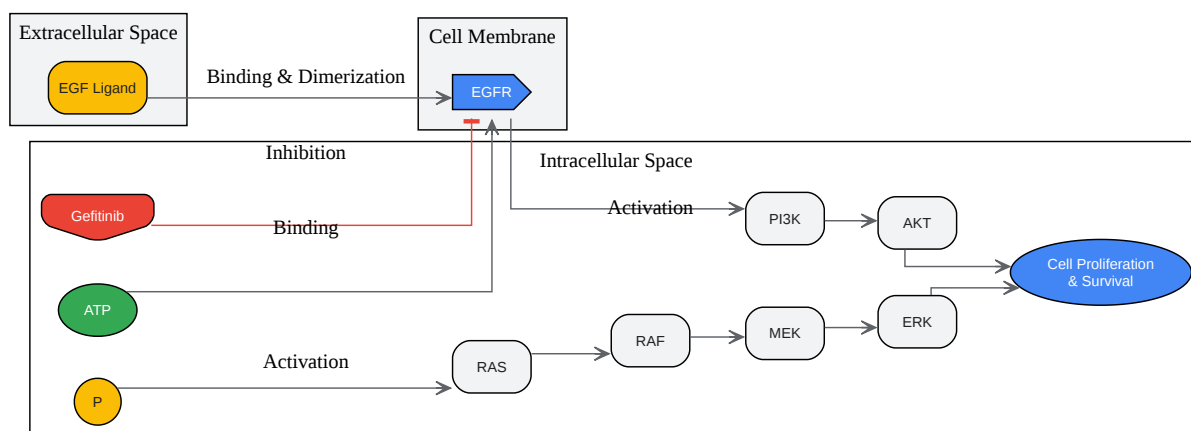 Extracellular Space
Cell Membrane
EGF Ligand
Binding & Dimerization
EGFR
Inhibition
Intracellular Space
Gefitinib
Binding
Activation
PI3K
AKT
Cell Proliferation
& Survival
ATP
RAF
MEK
ERK
Activation
RAS
P